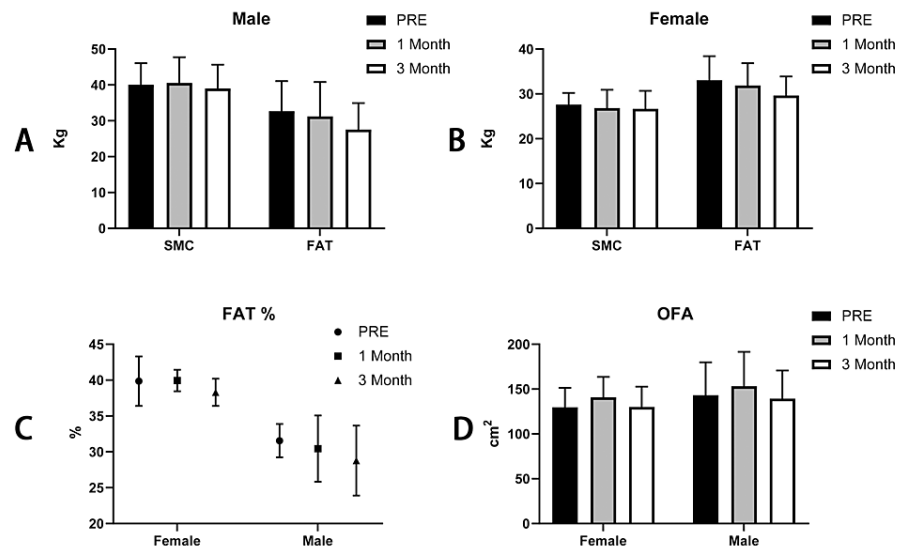 Male
PRE
1 Month
3 Month
A
Kg
50
40
30
20
10
0
SMC
FAT
Female
PRE
1 Month
3 Month
B
Kg
40
30
20
10
0
SMC
FAT
FAT %
PRE
1 Month
3 Month
C
%
45
40
35
30
25
20
Female
Male
OFA
PRE
1 Month
3 Month
D
cm²
200
150
100
50
0
Female
Male